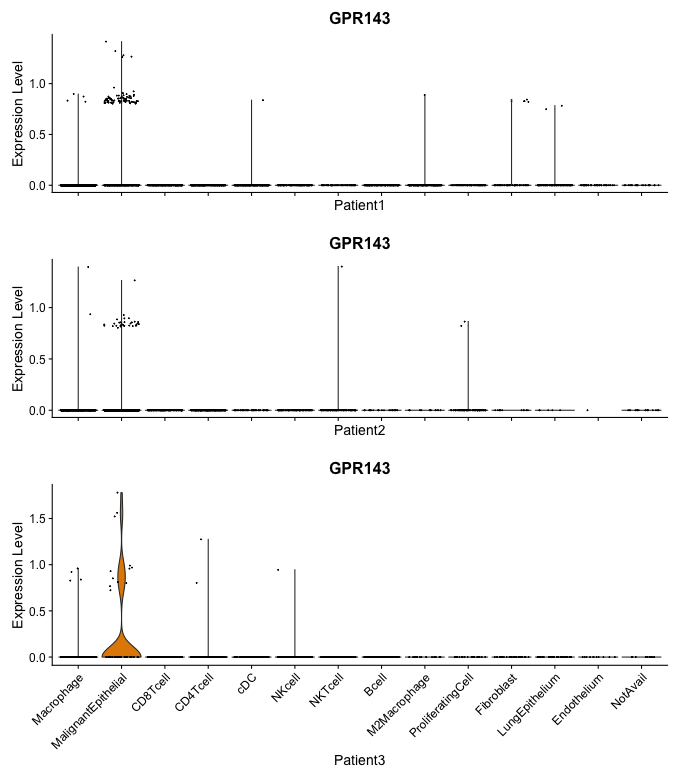 GPR143
Expression Level
1.0
0.5
0.0
Patient1
GPR143
Expression Level
1.0
0.5
0.0
Patient2
GPR143
Expression Level
1.5
1.0
0.5
0.0
Macrophage
MalignantEpithelial
CD8Tcell
CD4Tcell
cDC
NKcell
NKTcell
Bcell
M2Macrophage
ProliferatingCell
Fibroblast
LungEpithelium
Endothelium
NotAvail
Patient3